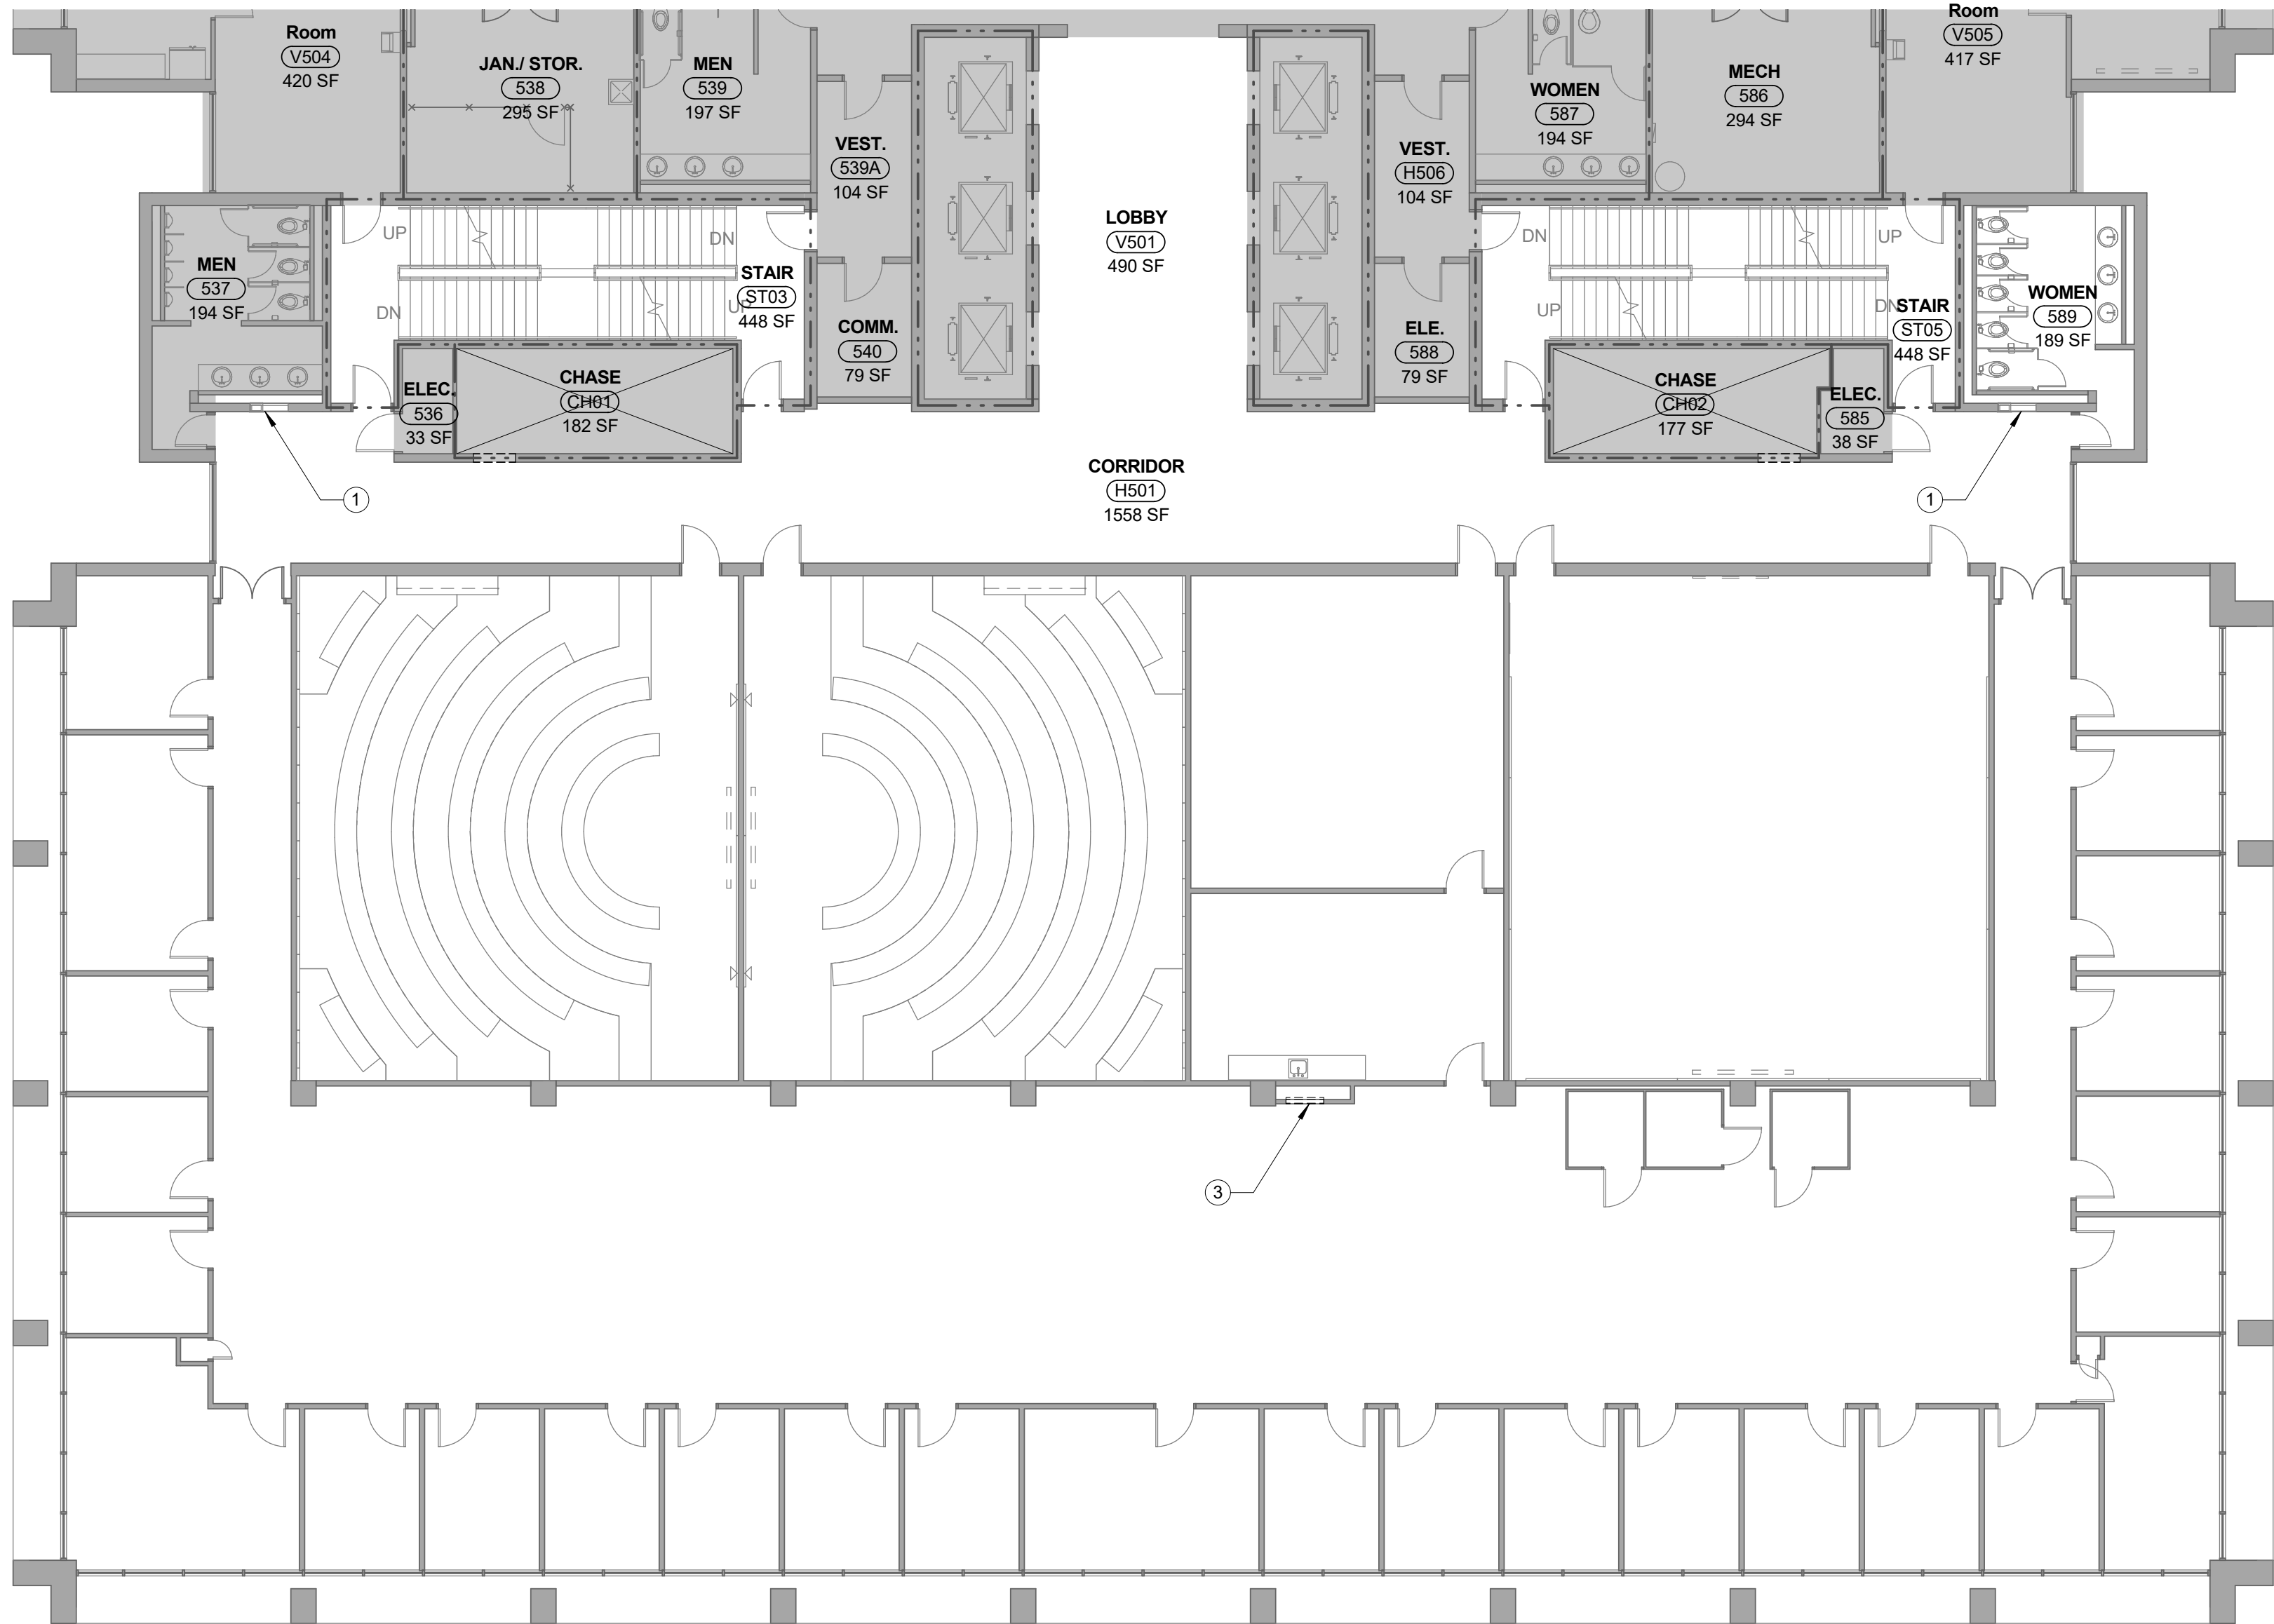 Room
V504
420 SF
JAN./ STOR.
538
295 SF
MEN
539
197 SF
VEST.
539A
104 SF
LOBBY
V501
490 SF
VEST.
H506
104 SF
WOMEN
587
194 SF
MECH
586
294 SF
Room
V505
417 SF
MEN
537
194 SF
UP
DN
DN
UP
STAIR
ST03
448 SF
COMM.
540
79 SF
ELE.
588
79 SF
DN
UP
UP
DN
STAIR
ST05
448 SF
WOMEN
589
189 SF
ELEC.
536
33 SF
CHASE
CH01
182 SF
CHASE
CH02
177 SF
ELEC.
585
38 SF
1
CORRIDOR
H501
1558 SF
1
3